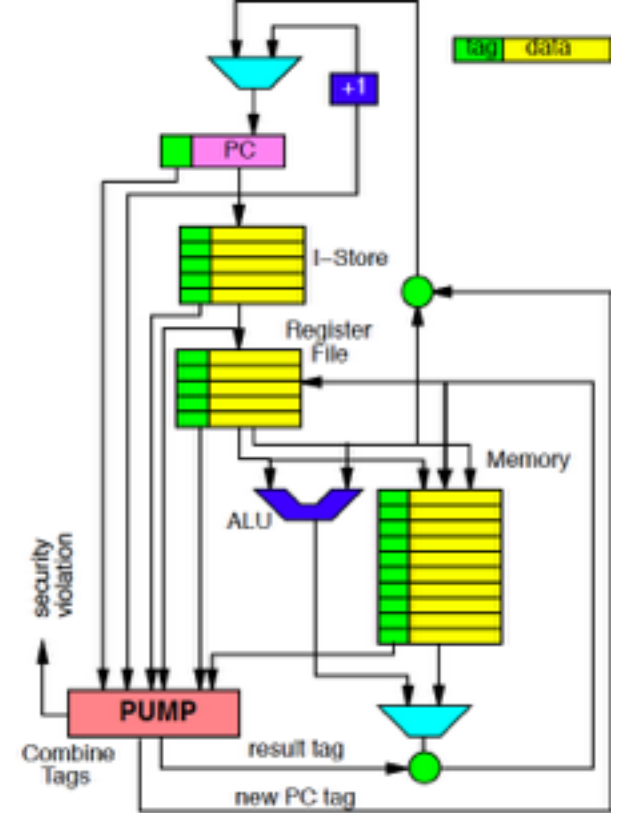 tag data
+1
PC
I-Store
Register
File
Memory
ALU
security
violation
PUMP
Combine
Tags
result tag
new PC tag